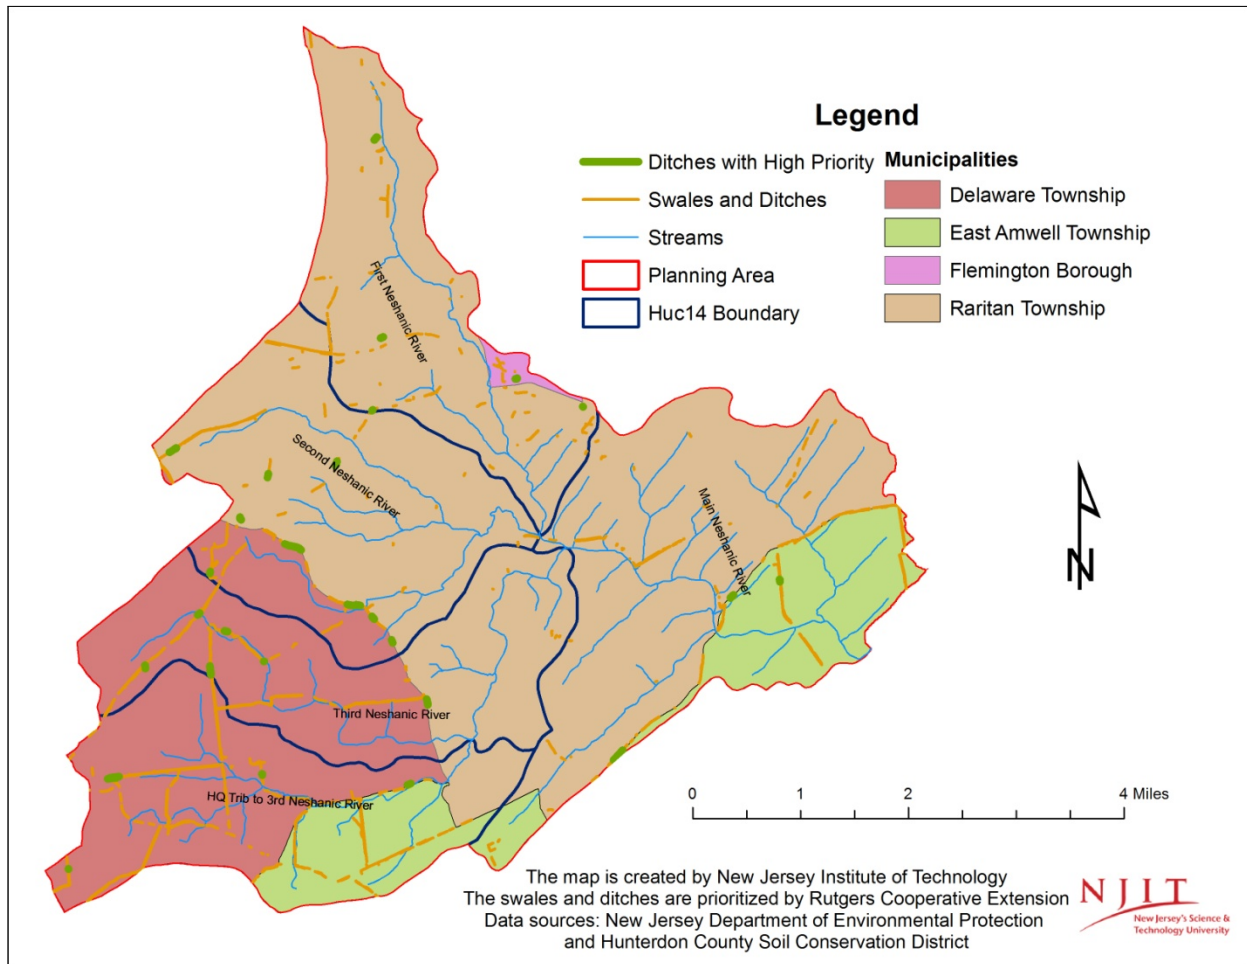 Legend
Ditches with High Priority
Swales and Ditches
Streams
Planning Area
Huc14 Boundary
Municipalities
Delaware Township
East Amwell Township
Flemington Borough
Raritan Township
First Neshanic River
Second Neshanic River
Main Neshanic River
Third Neshanic River
HQ Trib to 3rd Neshanic River
N
0 1 2 4 Miles
The map is created by New Jersey Institute of Technology
The swales and ditches are prioritized by Rutgers Cooperative Extension
Data sources: New Jersey Department of Environmental Protection
and Hunterdon County Soil Conservation District
NJIT
New Jersey's Science &
Technology University